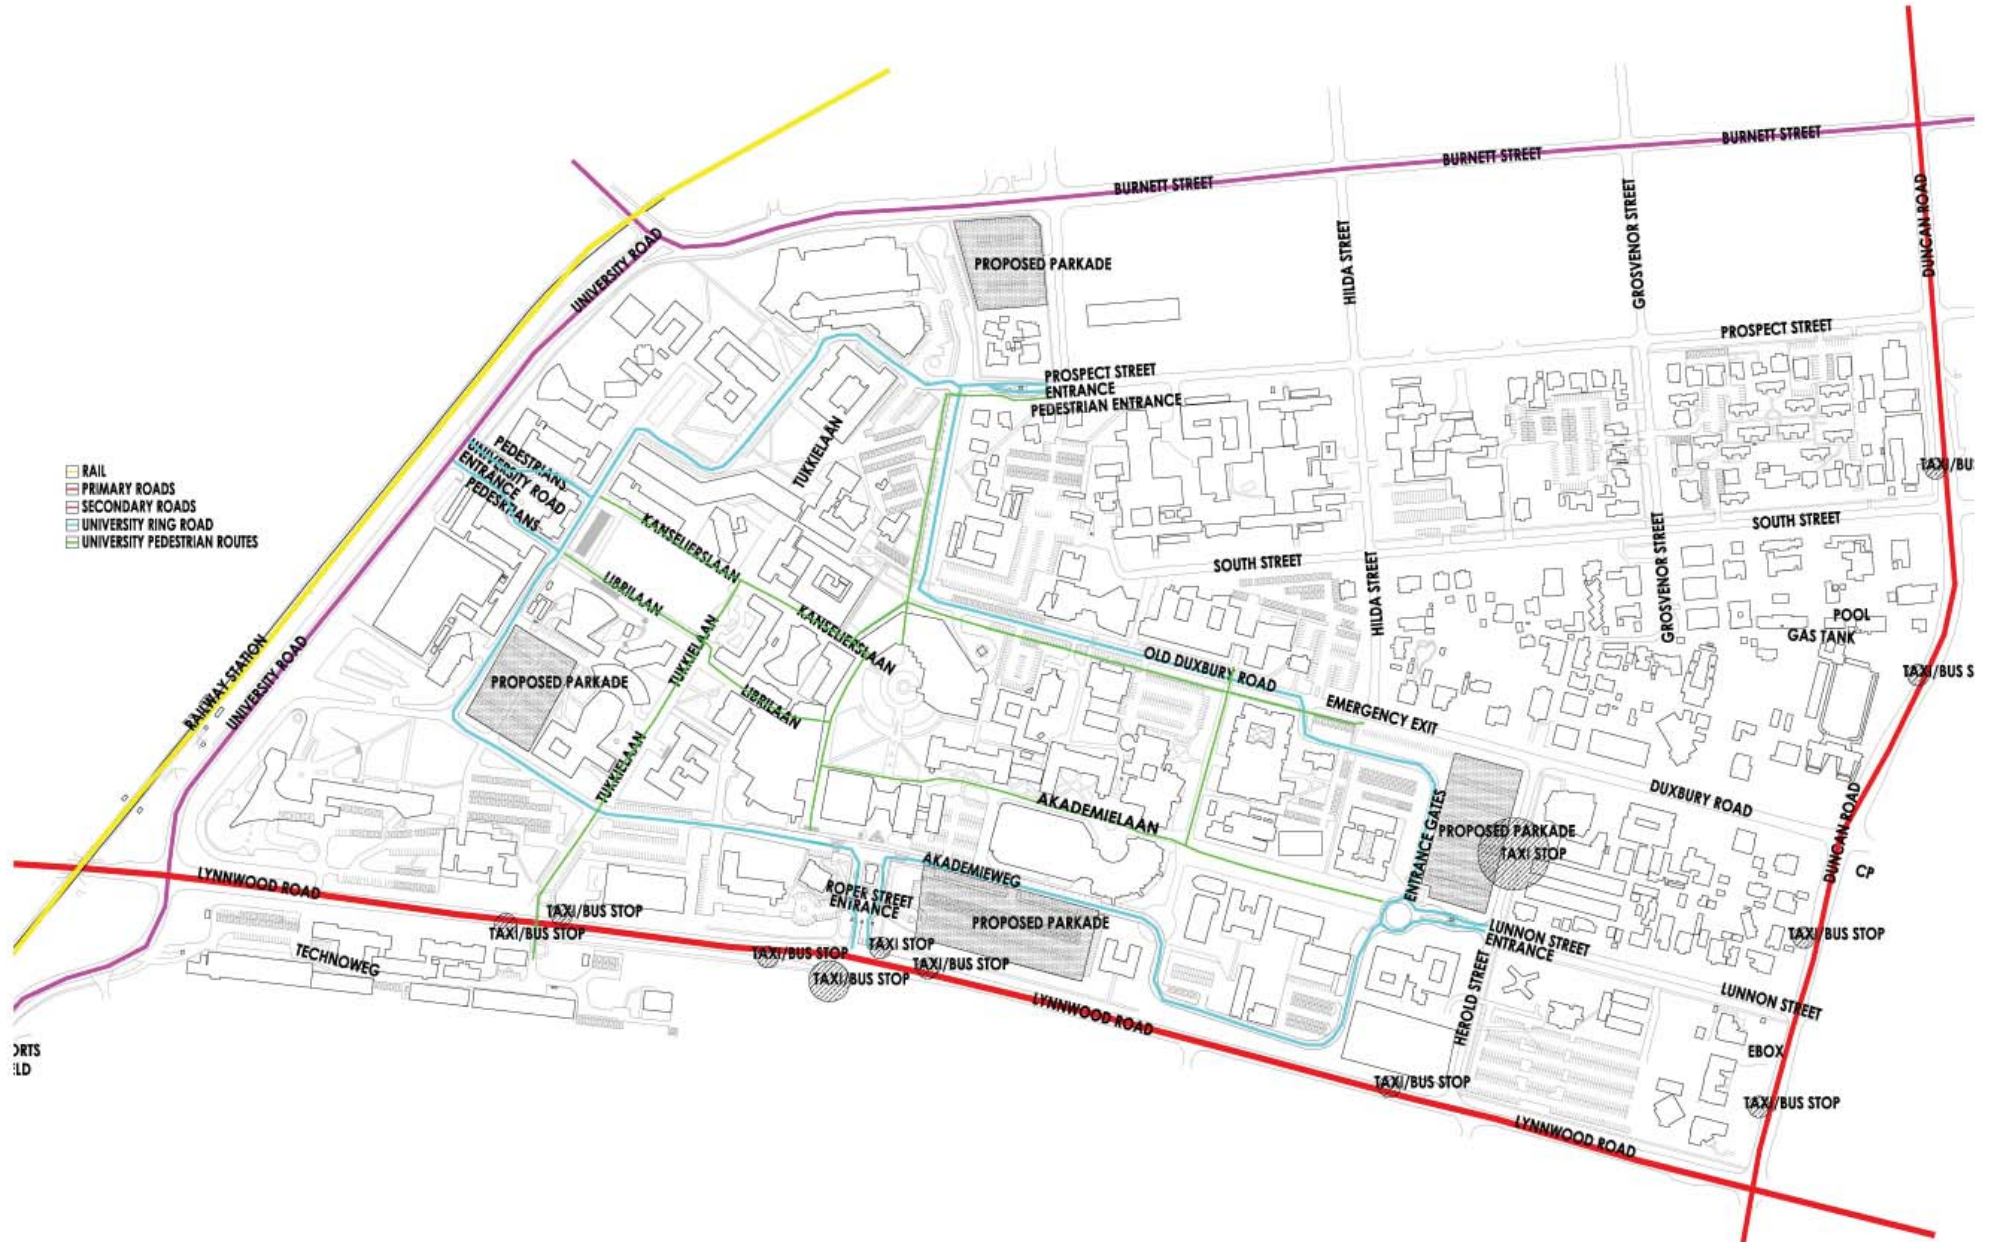 BURNETT STREET
BURNETT STREET
BURNETT STREET
UNIVERSITY ROAD
PROPOSED PARKADE
HILDA STREET
GROSVENOR STREET
DUNCAN ROAD
PROSPECT STREET
PROSPECT STREET
ENTRANCE
PEDESTRIAN ENTRANCE
TUKKIELAAN
PEDESTRIANS
UNIVERSITY ROAD
ENTRANCE
PEDESTRIANS
RAIL
PRIMARY ROADS
SECONDARY ROADS
UNIVERSITY RING ROAD
UNIVERSITY PEDESTRIAN ROUTES
TAXI/BU
SOUTH STREET
SOUTH STREET
KANSELIERSLAAN
LIBRILAAN
KANSELIERSLAAN
TUKKIELAAN
LIBRILAAN
HILDA STREET
GROSVENOR STREET
POOL
GAS TANK
TAXI/BUS S
OLD DUXBURY ROAD
EMERGENCY EXIT
RAILWAY STATION
UNIVERSITY ROAD
PROPOSED PARKADE
TUKKIELAAN
DUXBURY ROAD
DUNCAN ROAD
AKADEMIELAAN
ENTRANCE GATES
PROPOSED PARKADE
TAXI STOP
CP
LYNNWOOD ROAD
AKADEMIEWEG
ROPER STREET
ENTRANCE
PROPOSED PARKADE
TAXI/BUS STOP
TAXI/BUS STOP
TECHNOWEG
TAXI/BUS STOP
TAXI STOP
TAXI/BUS STOP
TAXI/BUS STOP
LUNNON STREET
ENTRANCE
TAXI/BUS STOP
HEROLD STREET
LUNNON STREET
LYNNWOOD ROAD
ORTS
ELD
EBOX
TAXI/BUS STOP
TAXI/BUS STOP
LYNNWOOD ROAD